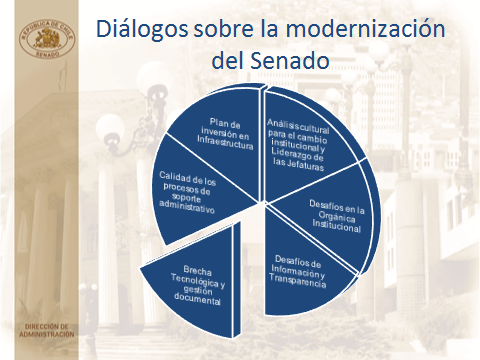 REPUBLICA DE CHILE
SENADO
Diálogos sobre la modernización
del Senado
Plan de
inversión en
Infraestructura
Análisis cultural
para el cambio
institucional y
Liderazgo de
las Jefaturas
Calidad de los
procesos de
soporte
administrativo
Desafíos en la
Orgánica
Institucional
Desafíos de
Información y
Transparencia
Brecha
Tecnológica y
gestión
documental
DIRECCIÓN DE
ADMINISTRACIÓN